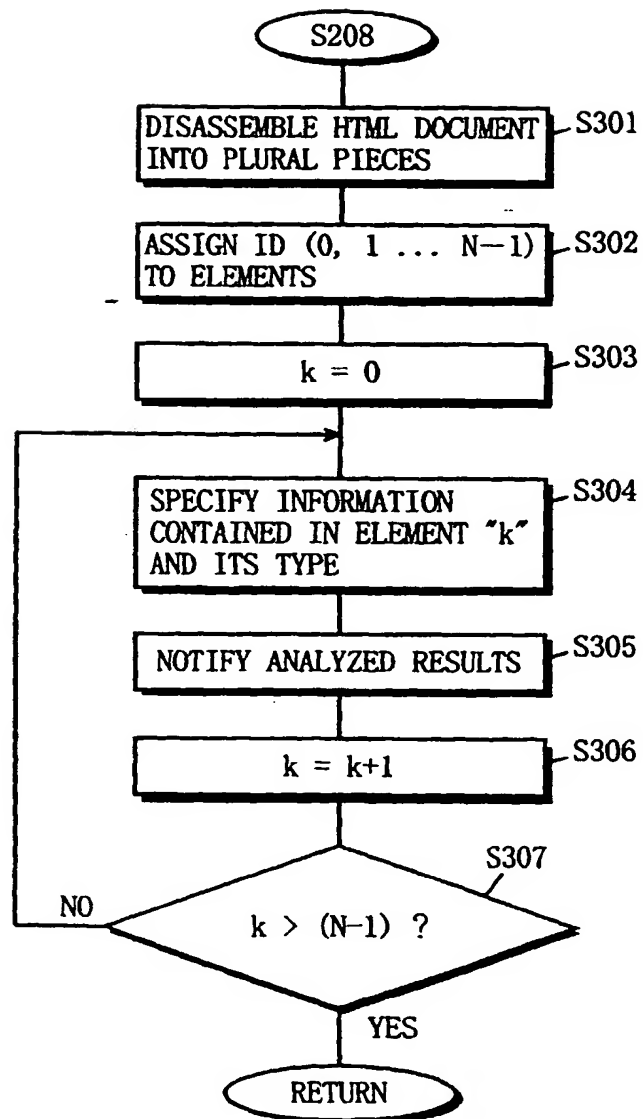 S208
DISASSEMBLE HTML DOCUMENT
INTO PLURAL PIECES
S301
ASSIGN ID (0, 1 ... N-1)
TO ELEMENTS
S302
k = 0
S303
SPECIFY INFORMATION
CONTAINED IN ELEMENT "k"
AND ITS TYPE
S304
NOTIFY ANALYZED RESULTS
S305
k = k+1
S306
S307
NO
k > (N-1) ?
YES
RETURN